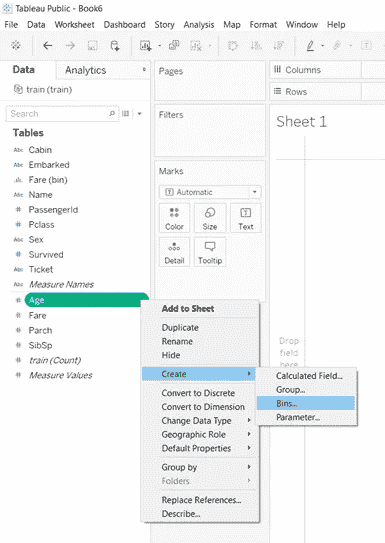 Tableau Public - Book6
File Data Worksheet Dashboard Story Analysis Map Format Window Help
Data Analytics
train (train)
Search
Tables
Abc Cabin
Abc Embarked
Fare (bin)
Abc Name
# PassengerId
# Pclass
Abc Sex
# Survived
Abc Ticket
Abc Measure Names
# Age
# Fare
# Parch
# SibSp
# train (Count)
# Measure Values
Pages
Filters
Marks
Automatic
Color Size Text
Detail Tooltip
Columns
Rows
Sheet 1
Drop
field
here
Add to Sheet
Duplicate
Rename
Hide
Create
Convert to Discrete
Convert to Dimension
Change Data Type
Geographic Role
Default Properties
Group by
Folders
Replace References...
Describe...
Calculated Field...
Group...
Bins...
Parameter...